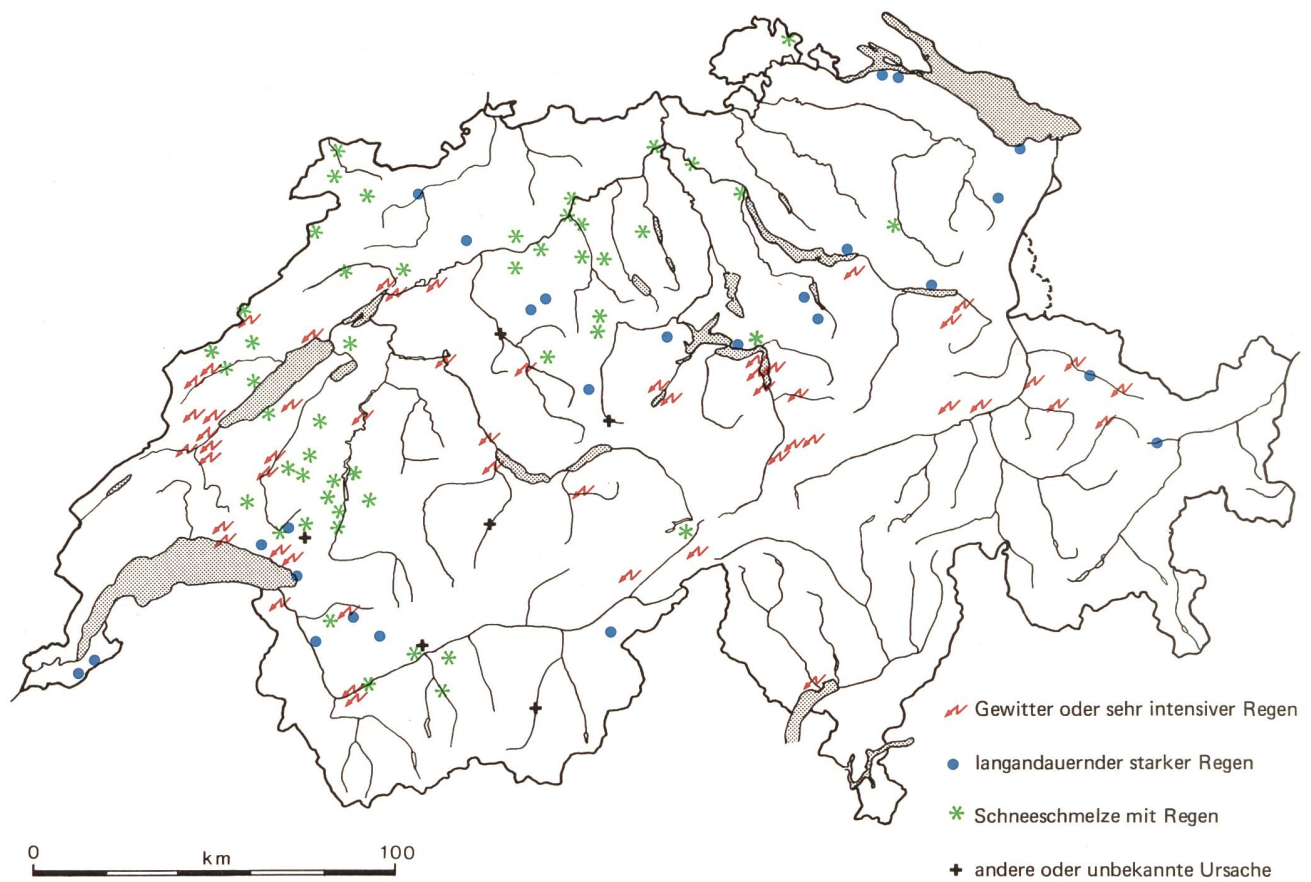 Gewitter oder sehr intensiver Regen
langandauernder starker Regen
Schneeschmelze mit Regen
andere oder unbekannte Ursache
0 km 100